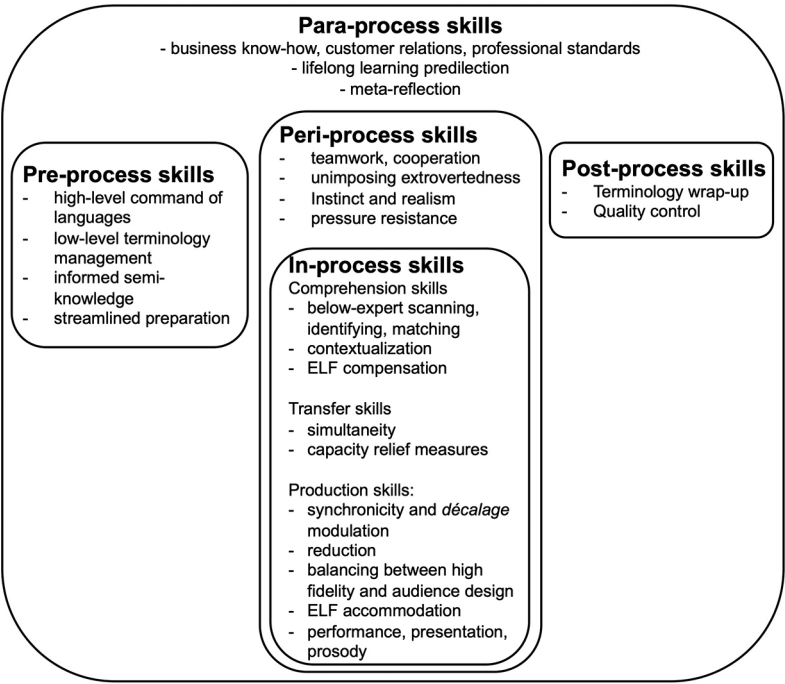 Para-process skills
- business know-how, customer relations, professional standards
- lifelong learning predilection
- meta-reflection
Pre-process skills
- high-level command of
languages
- low-level terminology
management
- informed semi-
knowledge
- streamlined preparation
Peri-process skills
- teamwork, cooperation
- unimposing extrovertedness
- Instinct and realism
- pressure resistance
In-process skills
Comprehension skills
- below-expert scanning,
identifying, matching
- contextualization
- ELF compensation
Transfer skills
- simultaneity
- capacity relief measures
Production skills:
- synchronicity and décalage
modulation
- reduction
- balancing between high
fidelity and audience design
- ELF accommodation
- performance, presentation,
prosody
Post-process skills
- Terminology wrap-up
- Quality control